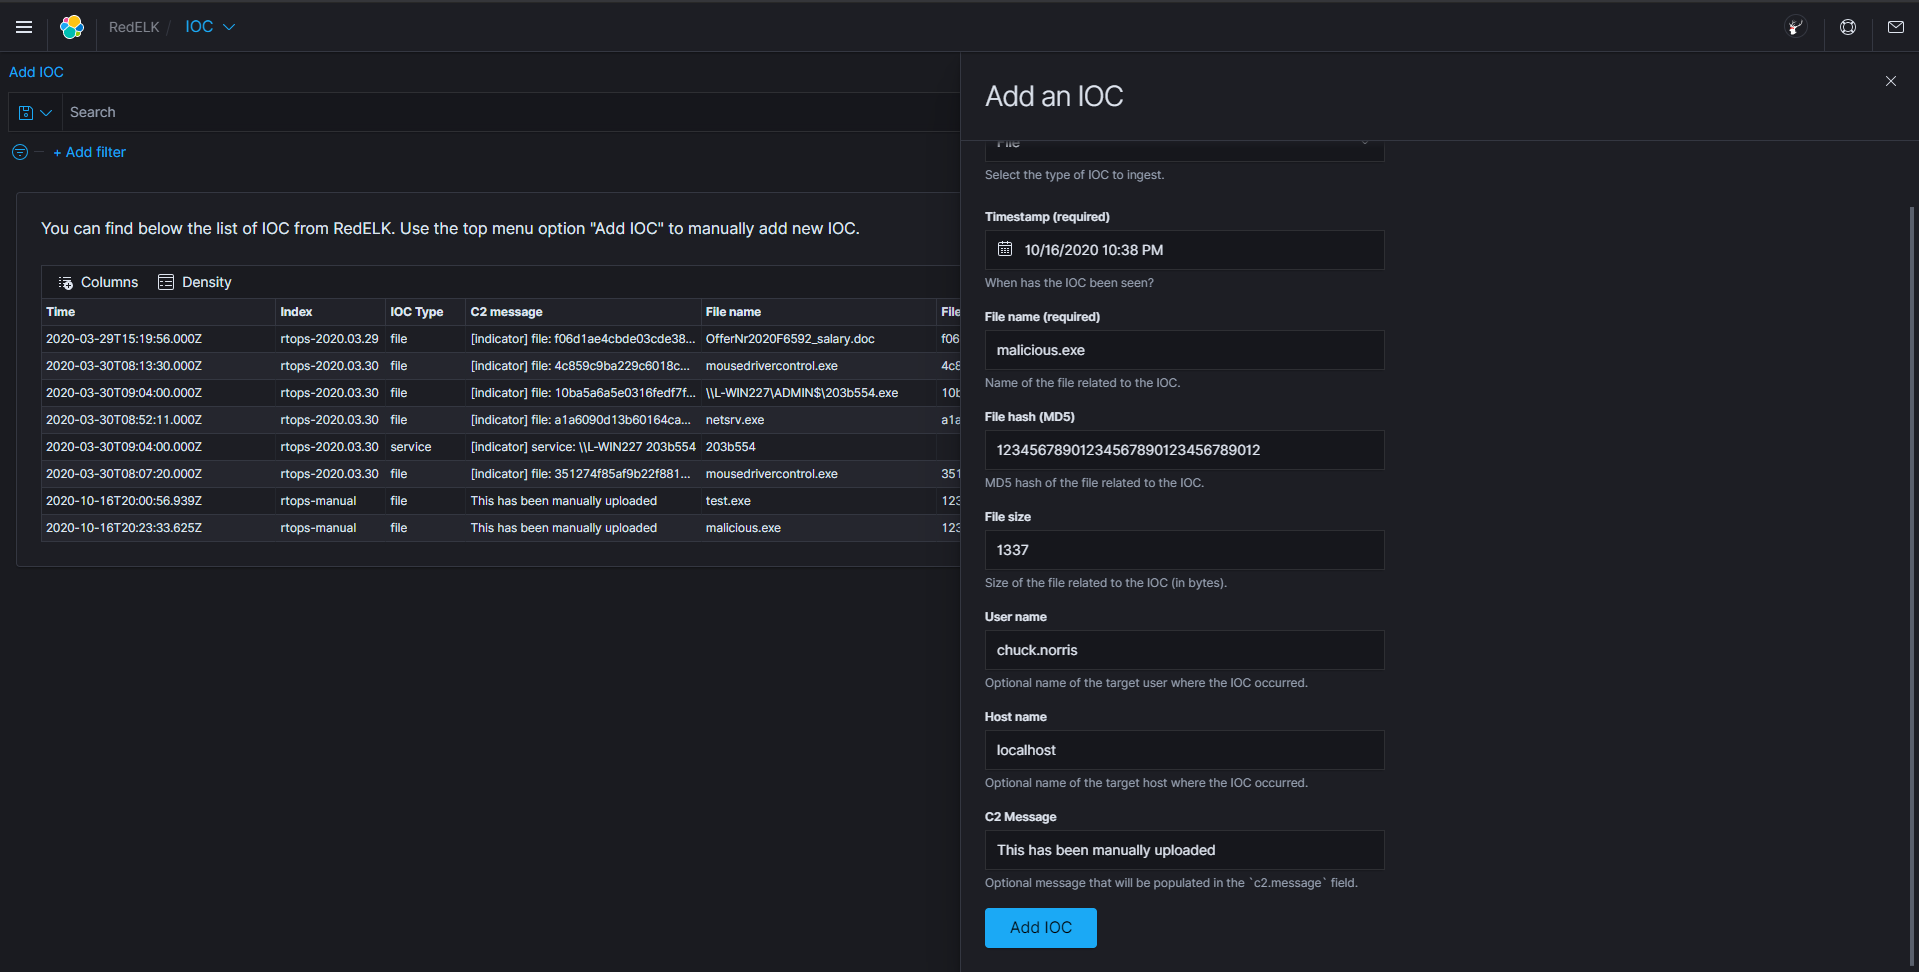 RedELK / IOC
Add IOC
Search
+ Add filter
You can find below the list of IOC from RedELK. Use the top menu option "Add IOC" to manually add new IOC.
Columns Density
Time Index IOC Type C2 message File name File
2020-03-29T15:19:56.000Z rtops-2020.03.29 file [indicator] file: f06d1ae4cbde03cde38... OfferNr2020F6592_salary.doc f06
2020-03-30T08:13:30.000Z rtops-2020.03.30 file [indicator] file: 4c859c9ba229c6018c... mousedrivercontrol.exe 4c8
2020-03-30T09:04:00.000Z rtops-2020.03.30 file [indicator] file: 10ba5a6a5e0316fedf7f... \\L-WIN227\ADMIN$\203b554.exe 10b
2020-03-30T08:52:11.000Z rtops-2020.03.30 file [indicator] file: a1a6090d13b60164ca... netsrv.exe a1a
2020-03-30T09:04:00.000Z rtops-2020.03.30 service [indicator] service: \\L-WIN227 203b554 203b554
2020-03-30T08:07:20.000Z rtops-2020.03.30 file [indicator] file: 351274f85af9b22f881... mousedrivercontrol.exe 351
2020-10-16T20:00:56.939Z rtops-manual file This has been manually uploaded test.exe 123
2020-10-16T20:23:33.625Z rtops-manual file This has been manually uploaded malicious.exe 123
Add an IOC
File
Select the type of IOC to ingest.
Timestamp (required)
10/16/2020 10:38 PM
When has the IOC been seen?
File name (required)
malicious.exe
Name of the file related to the IOC.
File hash (MD5)
12345678901234567890123456789012
MD5 hash of the file related to the IOC.
File size
1337
Size of the file related to the IOC (in bytes).
User name
chuck.norris
Optional name of the target user where the IOC occurred.
Host name
localhost
Optional name of the target host where the IOC occurred.
C2 Message
This has been manually uploaded
Optional message that will be populated in the `c2.message` field.
Add IOC